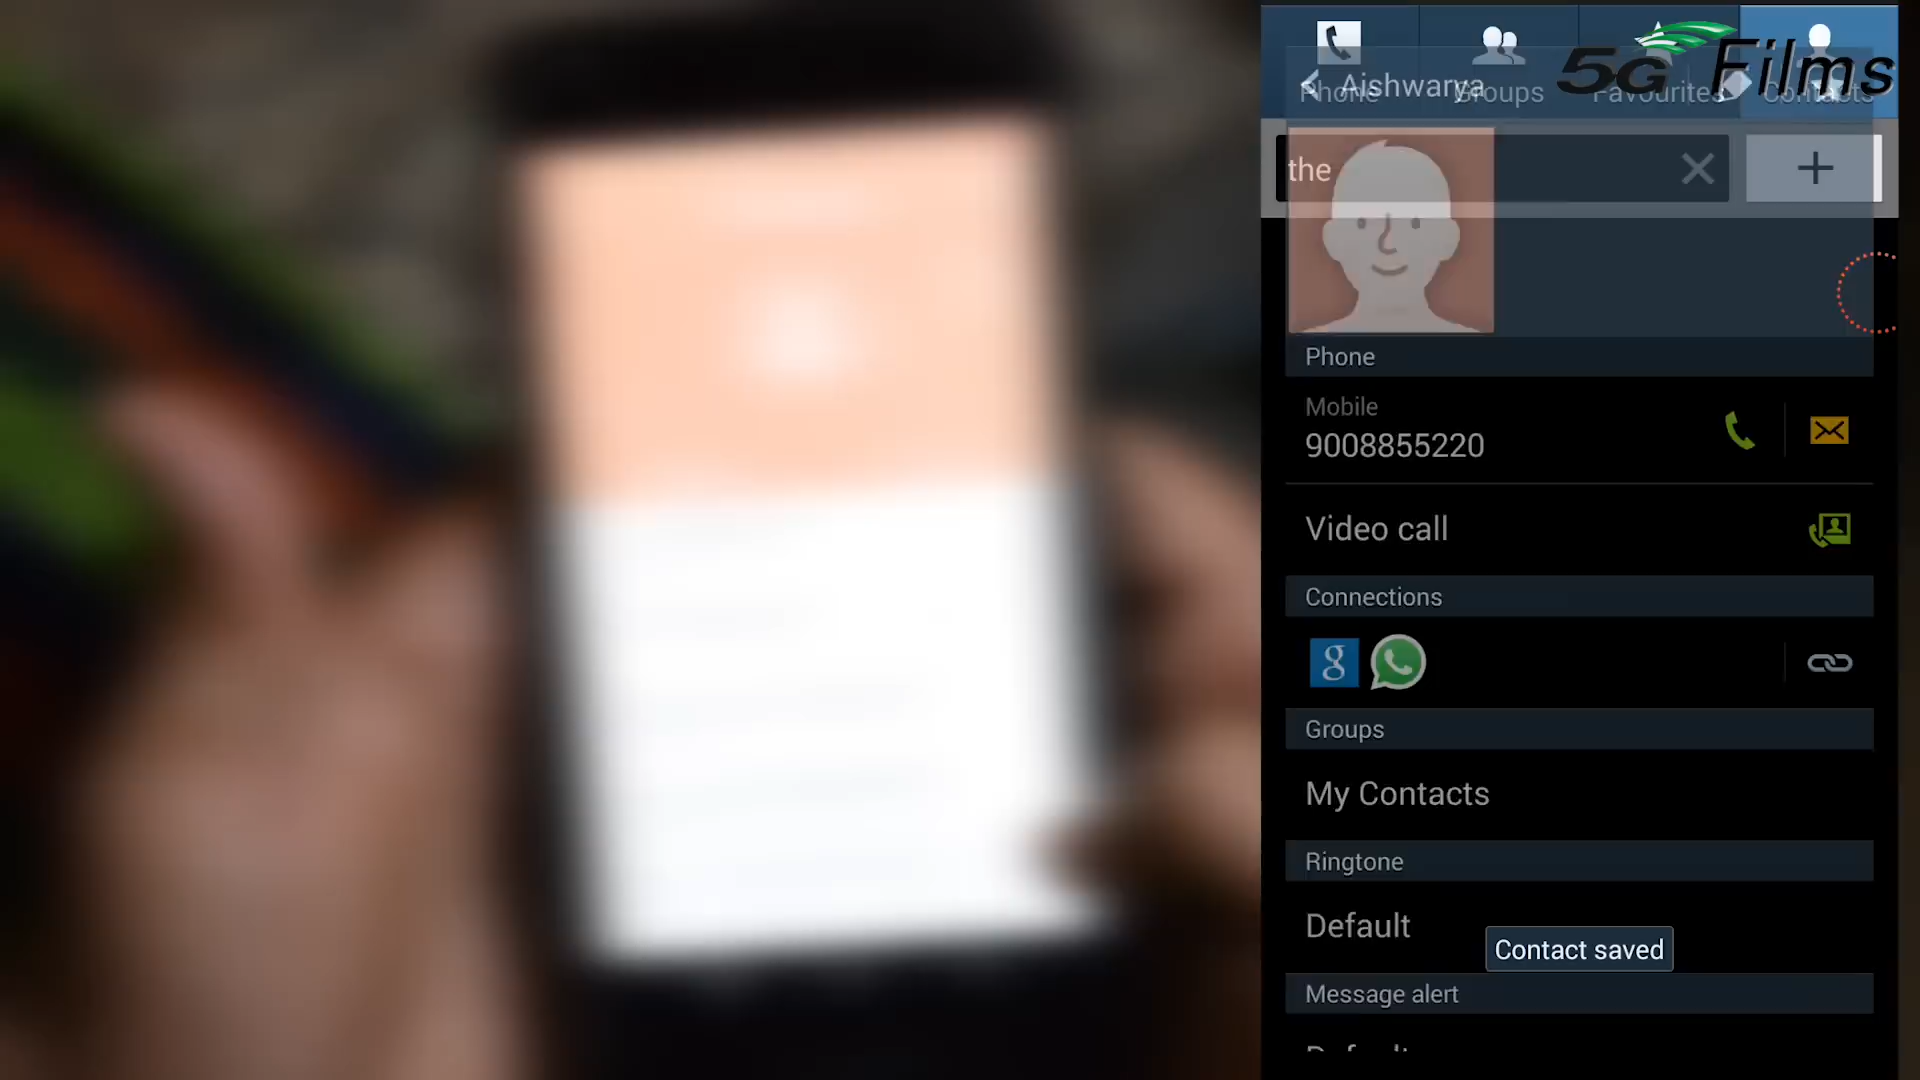 5G Films
Phone Groups Favourites Contacts
Aishwarya
the
Phone
Mobile
9008855220
Video call
Connections
g
Groups
My Contacts
Ringtone
Default
Contact saved
Message alert
Default